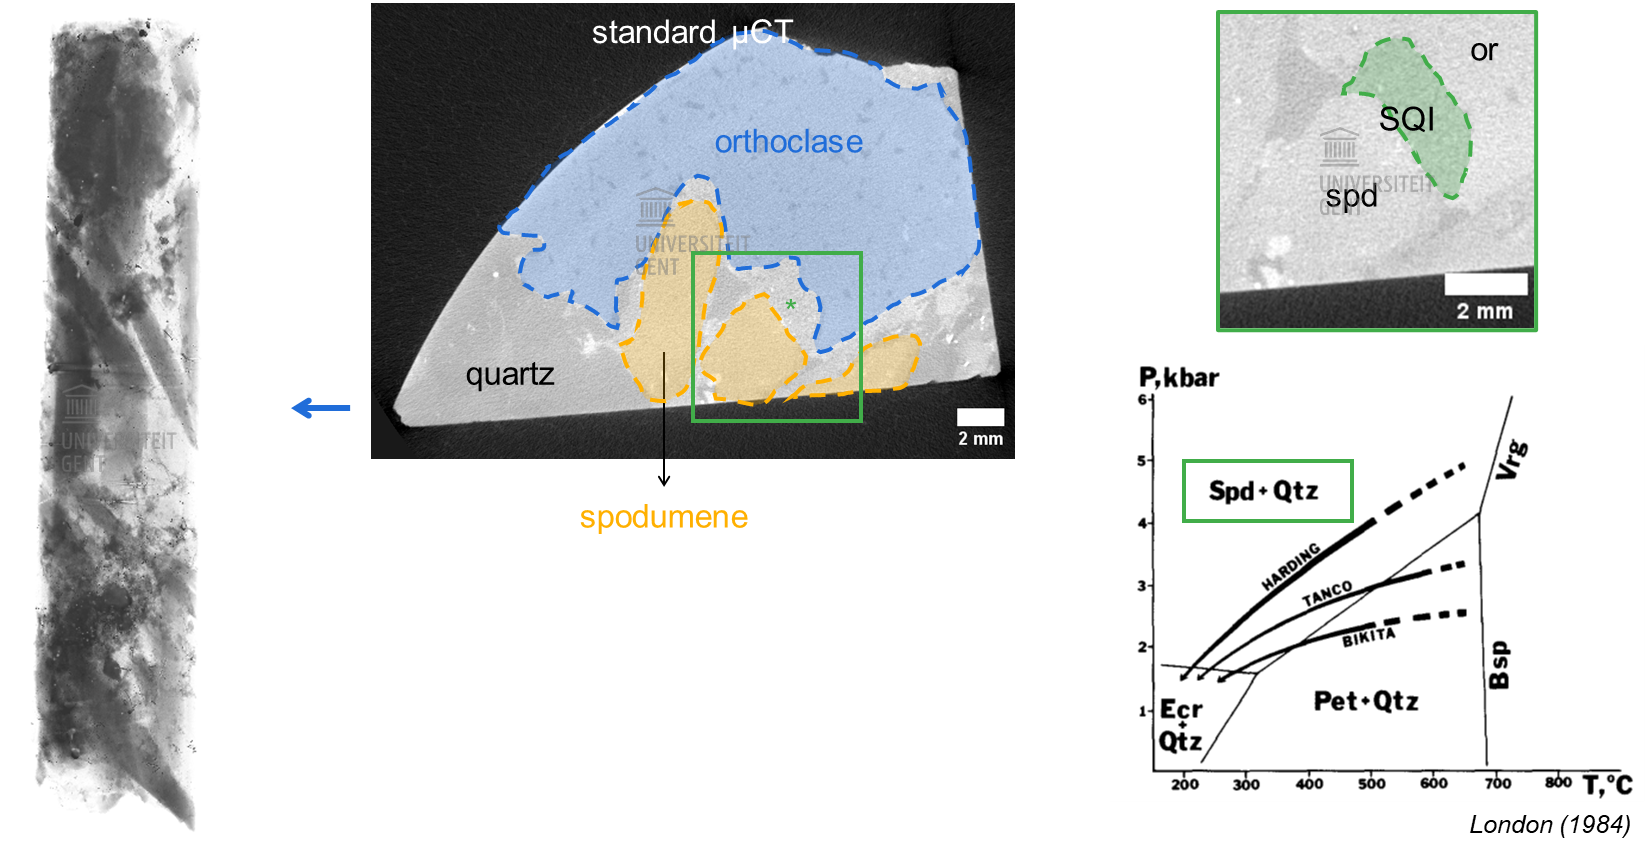 standard µCT
orthoclase
UNIVERSITEIT
GENT
*
quartz
2 mm
spodumene
UNIVERSITEIT
GENT
or
SQI
UNIVERSITEIT
GENT
spd
2 mm
P,kbar
6
5
4
3
2
1
Spd+Qtz
HARDING
TANCO
BIKITA
Vrg
Bsp
Ecr
+
Qtz
Pet+Qtz
200 300 400 500 600 700 800 T,°C
London (1984)